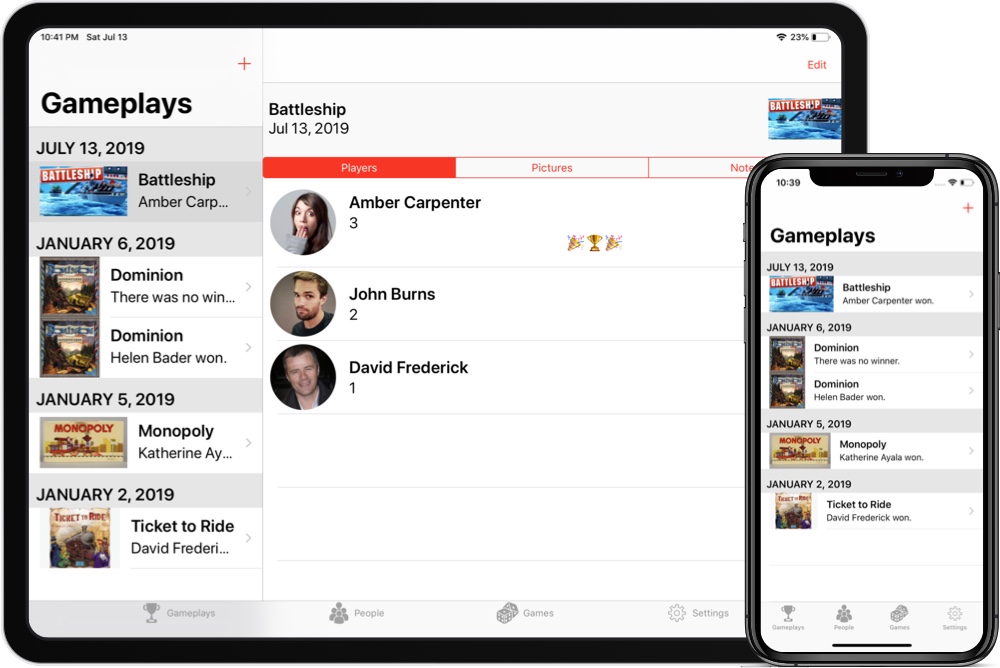 10:41 PM Sat Jul 13
23%
Edit
Gameplays
JULY 13, 2019
BATTLESHIP
Battleship
Amber Carp...
JANUARY 6, 2019
Dominion
There was no win...
Dominion
Helen Bader won.
JANUARY 5, 2019
MONOPOLY
Monopoly
Katherine Ay...
JANUARY 2, 2019
TICKET TO RIDE
Ticket to Ride
David Frederi...
Battleship
Jul 13, 2019
BATTLESHIP
Players
Pictures
Note
Amber Carpenter
3
John Burns
2
David Frederick
1
Gameplays
People
Games
Settings
10:39
Gameplays
JULY 13, 2019
BATTLESHIP
Battleship
Amber Carpenter won.
JANUARY 6, 2019
Dominion
There was no winner.
Dominion
Helen Bader won.
JANUARY 5, 2019
MONOPOLY
Monopoly
Katherine Ayala won.
JANUARY 2, 2019
TICKET TO RIDE
Ticket to Ride
David Frederick won.
Gameplays
People
Games
Settings